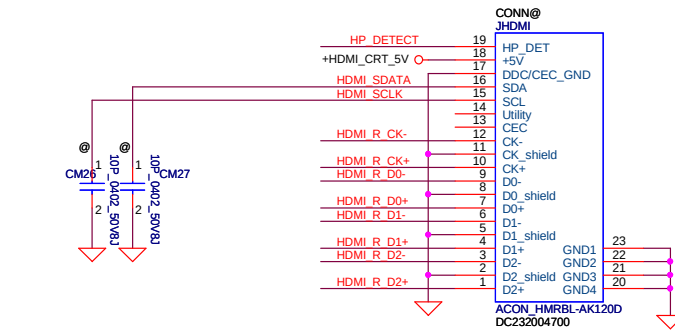 CONN@
JHDMI
HP_DETECT 19 HP_DET
+HDMI_CRT_5V 18 +5V
17 DDC/CEC_GND
HDMI_SDATA 16 SDA
HDMI_SCLK 15 SCL
14 Utility
13 CEC
HDMI_R_CK- 12 CK-
11 CK_shield
HDMI_R_CK+ 10 CK+
HDMI_R_D0- 9 D0-
8 D0_shield
HDMI_R_D0+ 7 D0+
HDMI_R_D1- 6 D1-
5 D1_shield
HDMI_R_D1+ 4 D1+ GND1 23
HDMI_R_D2- 3 D2- GND2 22
2 D2_shield GND3 21
HDMI_R_D2+ 1 D2+ GND4 20
ACON_HMRBL-AK120D
DC232004700
@ @
1 1
CM26 CM27
2 2
10P_0402_50V8J
10P_0402_50V8J